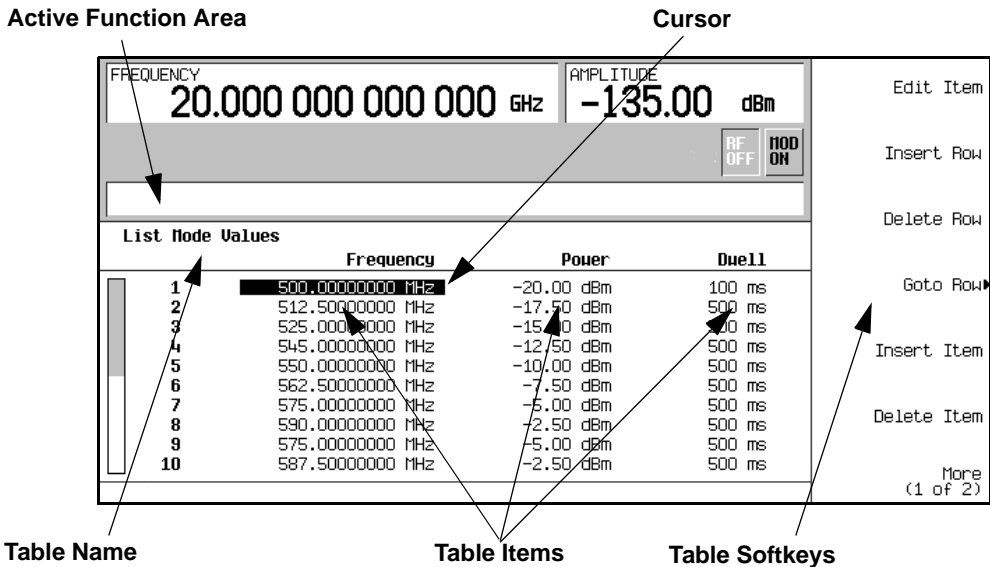 Active Function Area
Cursor
FREQUENCY
20.000 000 000 000 GHz
AMPLITUDE
-135.00 dBm
RF OFF
MOD ON
List Mode Values
Frequency Power Dwell
1 500.00000000 MHz -20.00 dBm 100 ms
2 512.50000000 MHz -17.50 dBm 500 ms
3 525.00000000 MHz -15.00 dBm 500 ms
4 545.00000000 MHz -12.50 dBm 500 ms
5 550.00000000 MHz -10.00 dBm 500 ms
6 562.50000000 MHz -7.50 dBm 500 ms
7 575.00000000 MHz -5.00 dBm 500 ms
8 590.00000000 MHz -2.50 dBm 500 ms
9 575.00000000 MHz -5.00 dBm 500 ms
10 587.50000000 MHz -2.50 dBm 500 ms
Edit Item
Insert Row
Delete Row
Goto Row
Insert Item
Delete Item
More
(1 of 2)
Table Name
Table Items
Table Softkeys